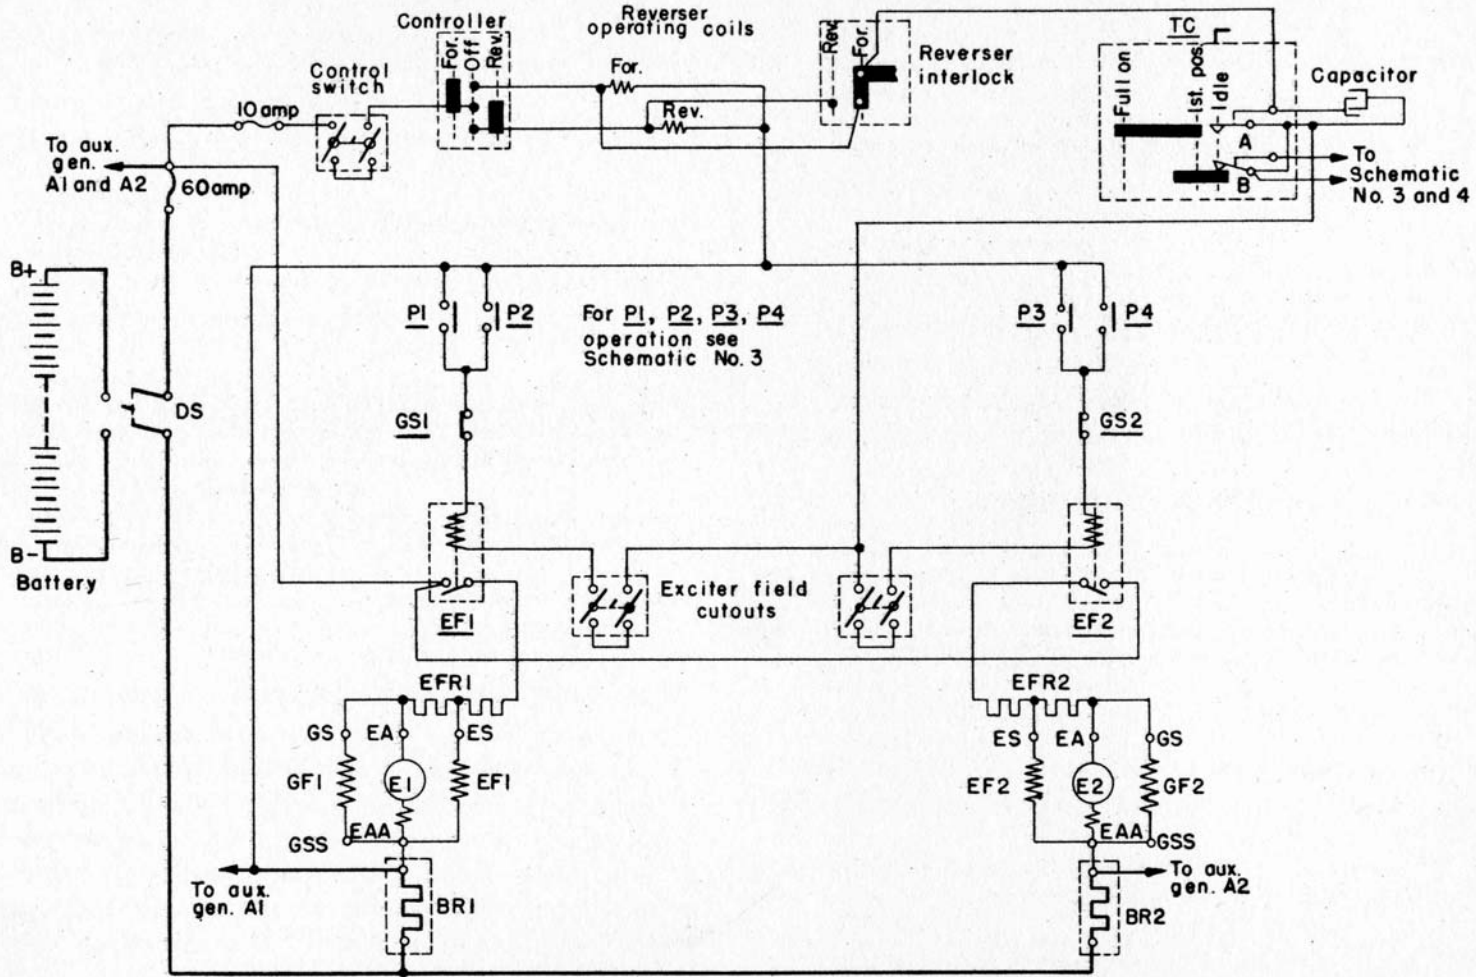 Controller
Reverser
operating coils
TC
For.
Off
Rev.
For.
Rev.
Rev.
For.
Reverser
interlock
Full on
1st. pos.
Idle
Capacitor
Control
switch
10 amp
A
B
To
Schematic
No. 3 and 4
To aux.
gen.
A1 and A2
60 amp.
B+
P1
P2
For P1, P2, P3, P4
operation see
Schematic No. 3
P3
P4
DS
GS1
GS2
B-
Battery
EF1
Exciter field
cutouts
EF2
EFR1
EFR2
GS
EA
ES
ES
EA
GS
GF1
E1
EF1
EF2
E2
GF2
EAA
GSS
EAA
GSS
To aux.
gen. A1
BR1
To aux.
gen. A2
BR2